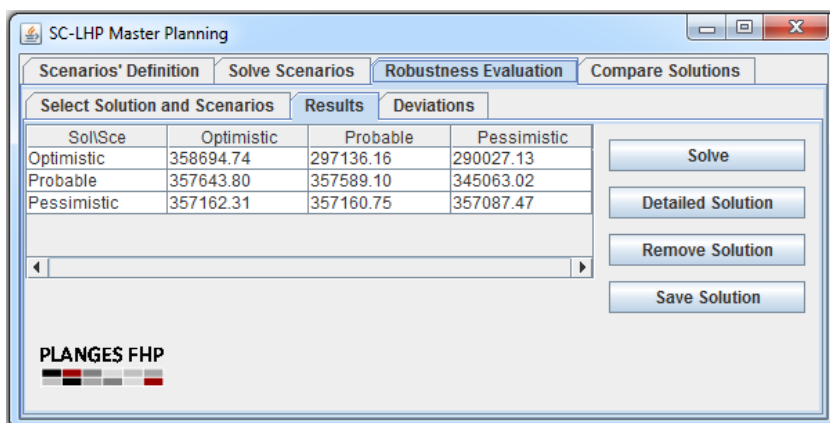 SC-LHP Master Planning
Scenarios' Definition Solve Scenarios Robustness Evaluation Compare Solutions
Select Solution and Scenarios Results Deviations
Sol\Sce Optimistic Probable Pessimistic
Optimistic 358694.74 297136.16 290027.13
Probable 357643.80 357589.10 345063.02
Pessimistic 357162.31 357160.75 357087.47
Solve
Detailed Solution
Remove Solution
Save Solution
PLANGES FHP